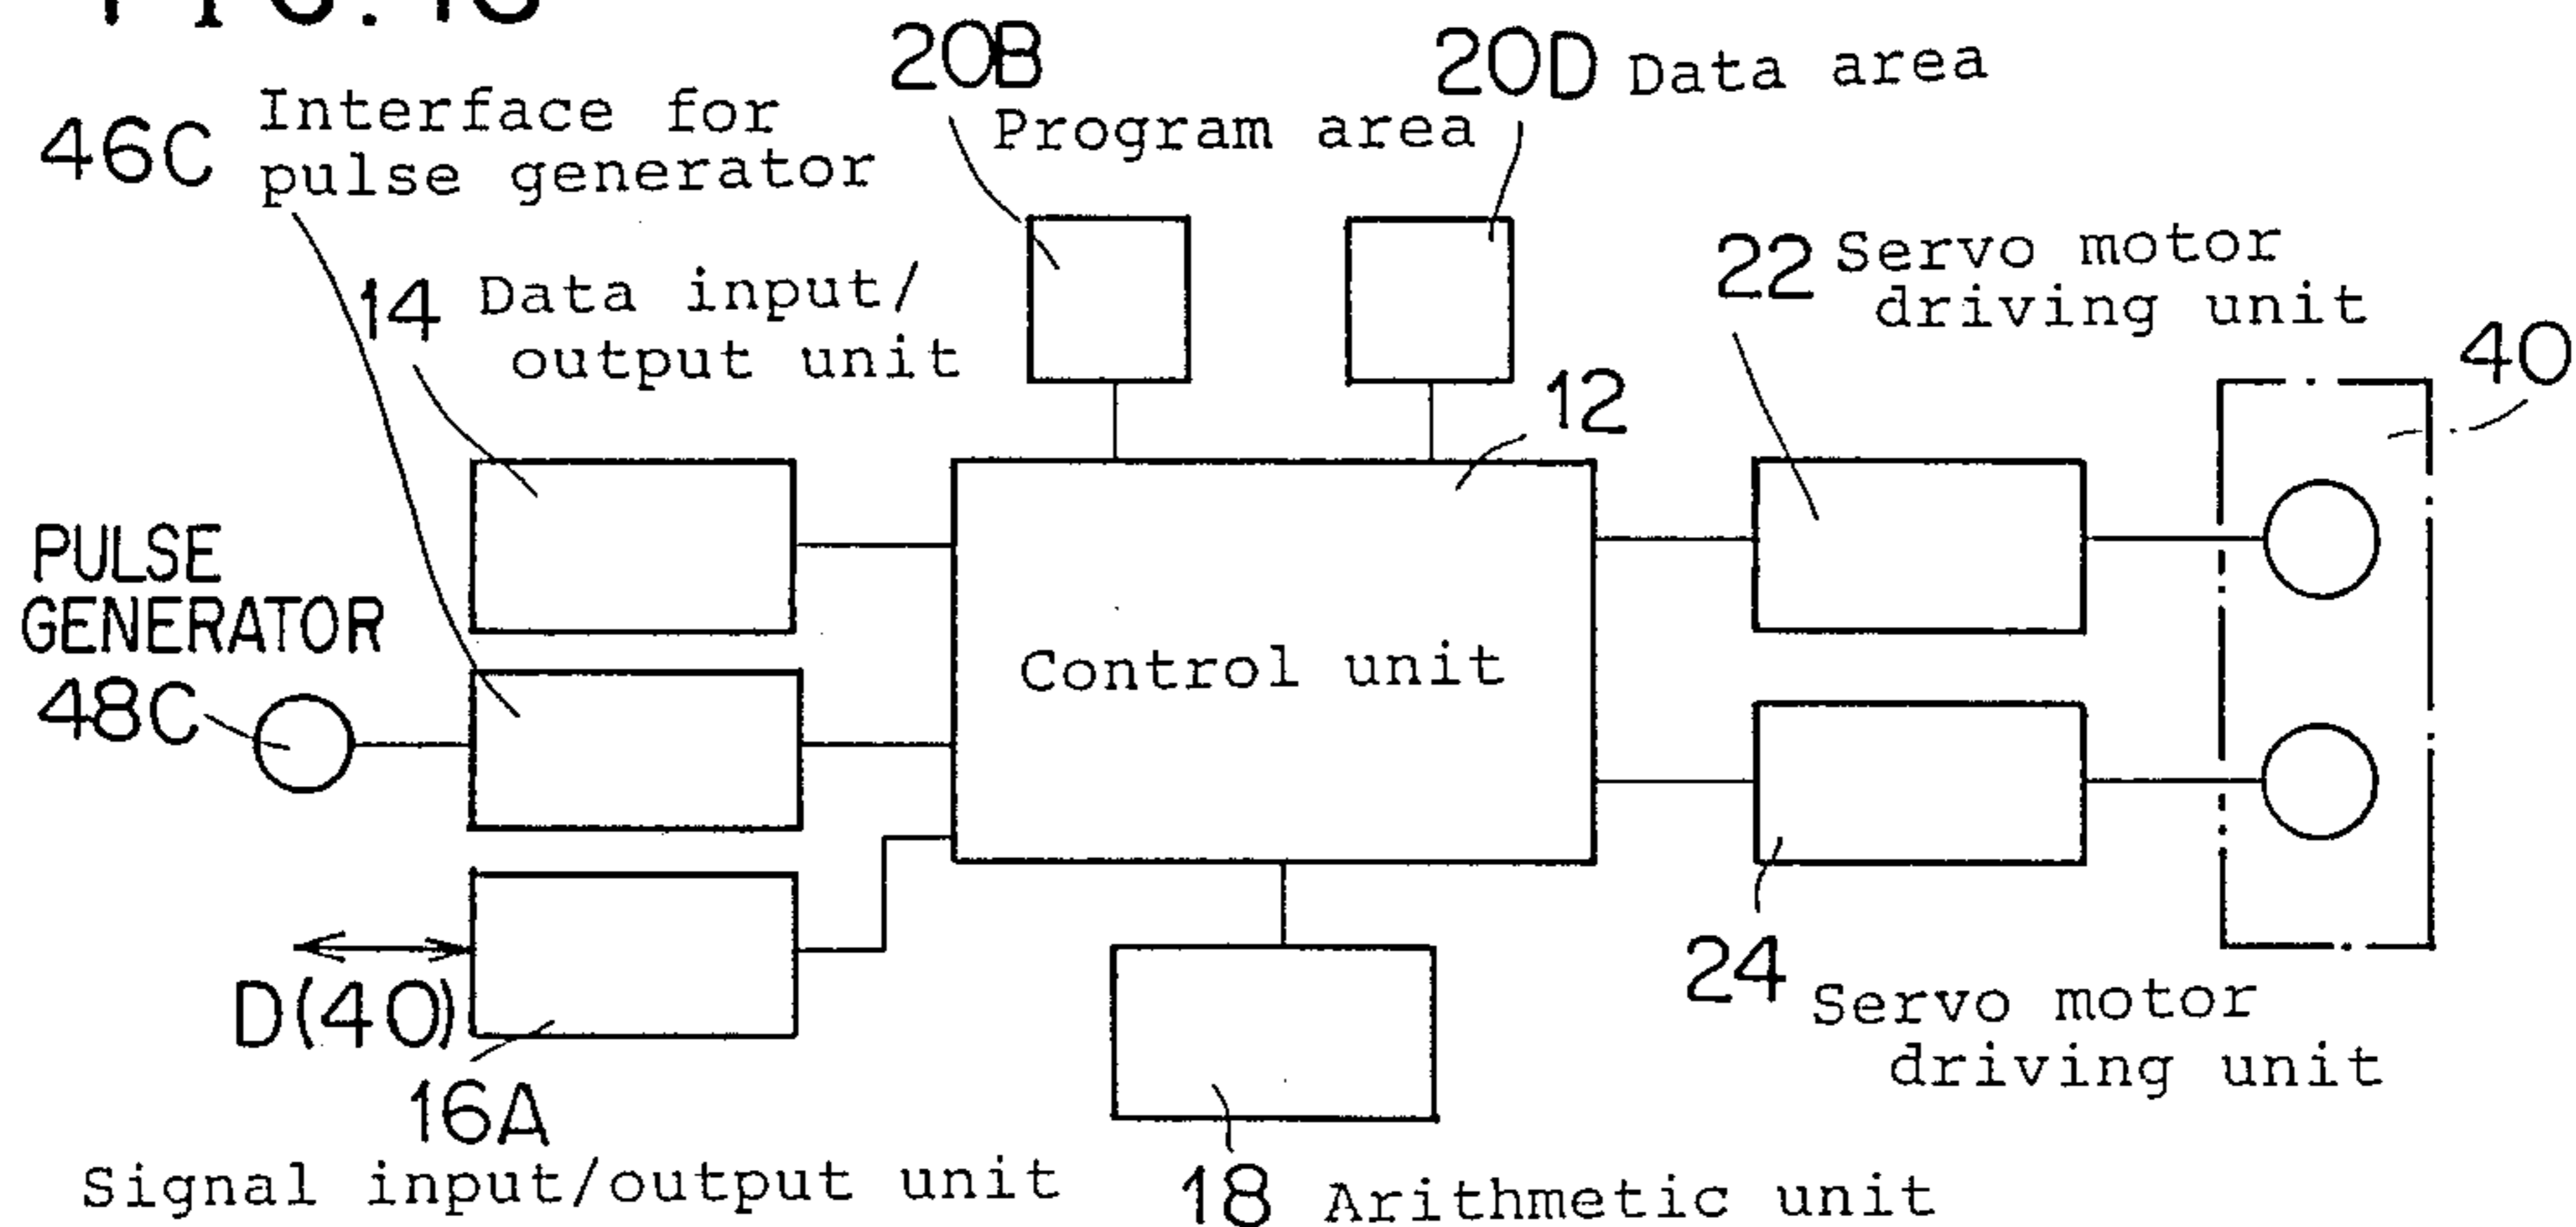 20B
20D Data area
Program area
46C Interface for
pulse generator
22 Servo motor
driving unit
14 Data input/
output unit
40
12
PULSE
GENERATOR
48C
Control unit
D(40)
24 Servo motor
driving unit
16A
Signal input/output unit
18 Arithmetic unit